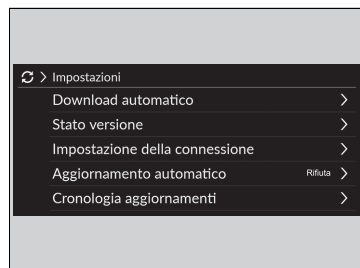 Impostazioni
Download automatico
Stato versione
Impostazione della connessione
Aggiornamento automatico Rifiuta
Cronologia aggiornamenti